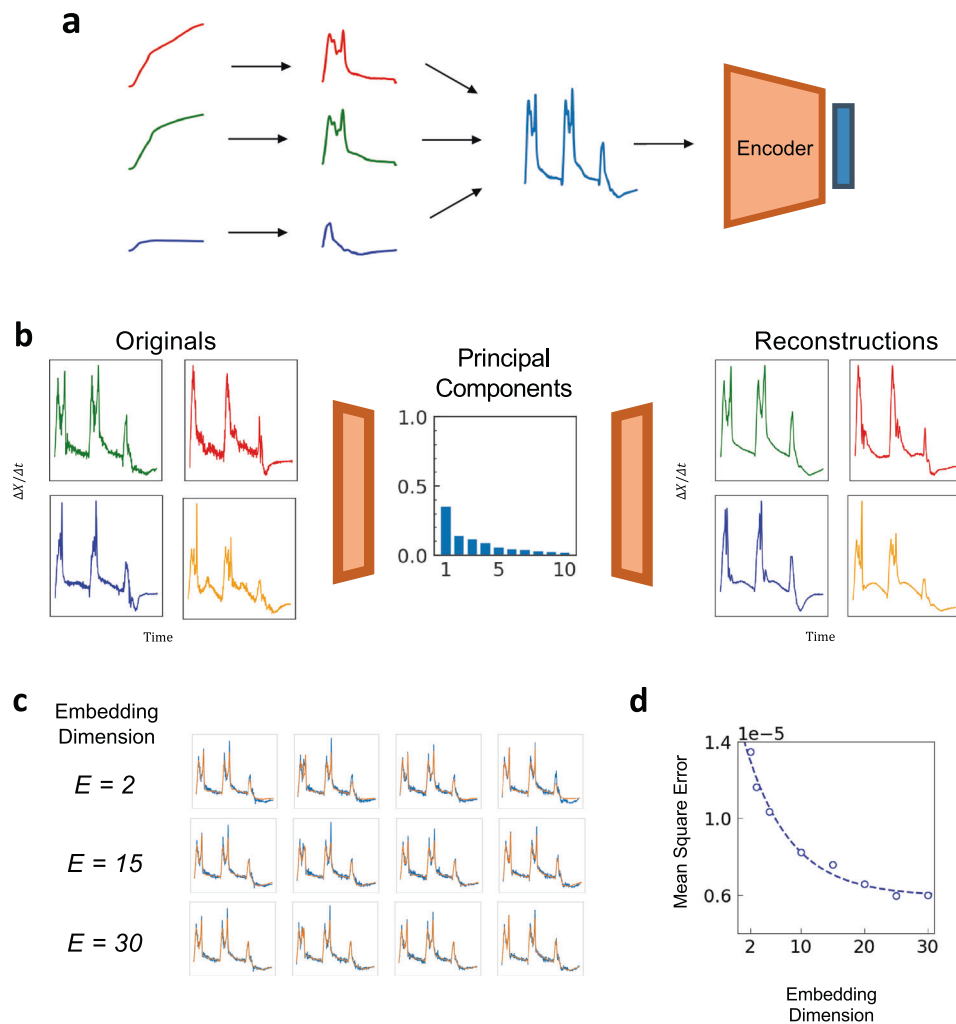 a
Encoder
b
Originals
Principal
Components
Reconstructions
ΔX/Δt
1.0
0.5
0.0
1 5 10
ΔX/Δt
Time
Time
c
Embedding
Dimension
E = 2
E = 15
E = 30
d
1e−5
1.4
1.0
0.6
Mean Square Error
2 10 20 30
Embedding
Dimension